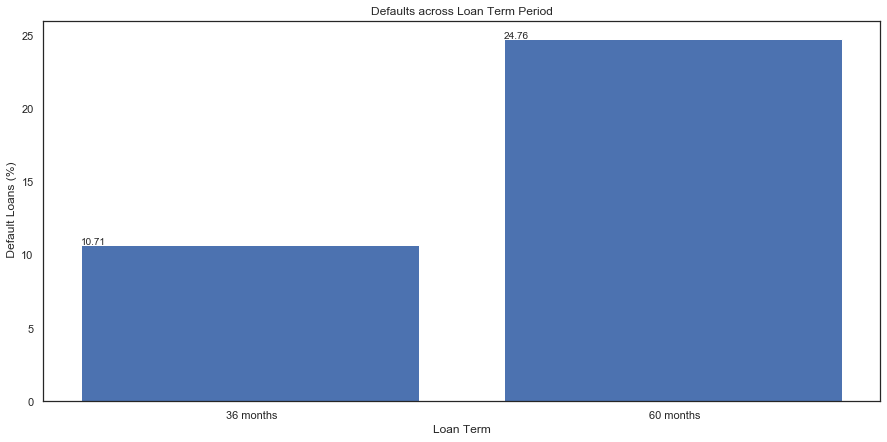 Defaults across Loan Term Period
Default Loans (%)
25
20
15
10
5
0
10.71
24.76
36 months
60 months
Loan Term